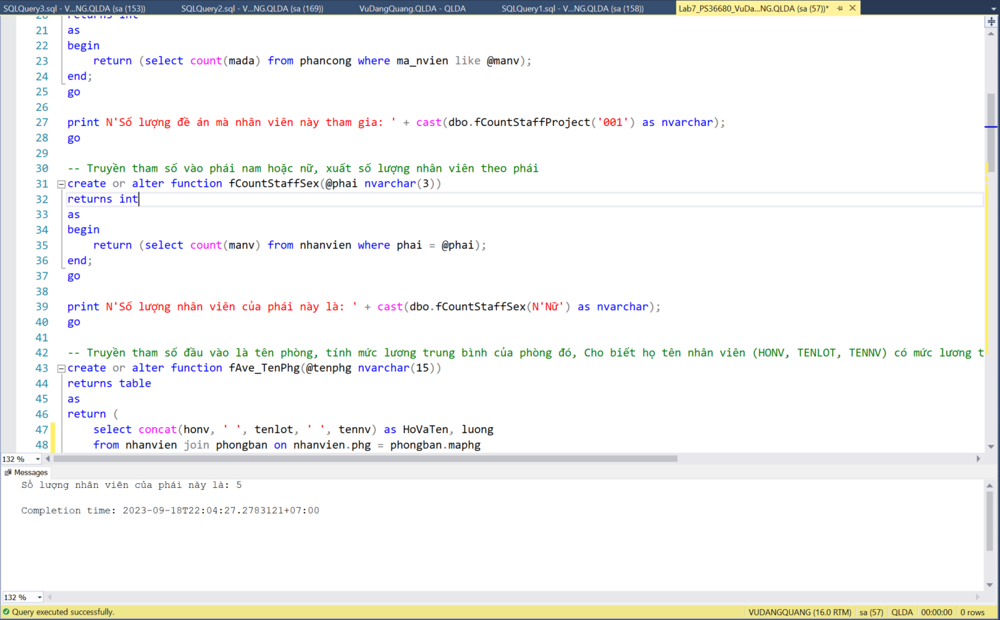 SQLQuery3.sql - V...NG.QLDA (sa (153)) SQLQuery2.sql - V...NG.QLDA (sa (169)) VuDangQuang.QLDA - QLDA SQLQuery1.sql - V...NG.QLDA (sa (158)) Lab7_PS36680_VuDa...NG.QLDA (sa (57))*
20 returns int
21 as
22 begin
23 return (select count(mada) from phancong where ma_nvien like @manv);
24 end;
25 go
26
27 print N'Số lượng đề án mà nhân viên này tham gia: ' + cast(dbo.fCountStaffProject('001') as nvarchar);
28 go
29
30 -- Truyền tham số vào phái nam hoặc nữ, xuất số lượng nhân viên theo phái
31 create or alter function fCountStaffSex(@phai nvarchar(3))
32 returns int
33 as
34 begin
35 return (select count(manv) from nhanvien where phai = @phai);
36 end;
37 go
38
39 print N'Số lượng nhân viên của phái này là: ' + cast(dbo.fCountStaffSex(N'Nữ') as nvarchar);
40 go
41
42 -- Truyền tham số đầu vào là tên phòng, tính mức lương trung bình của phòng đó, Cho biết họ tên nhân viên (HONV, TENLOT, TENNV) có mức lương t
43 create or alter function fAve_TenPhg(@tenphg nvarchar(15))
44 returns table
45 as
46 return (
47 select concat(honv, ' ', tenlot, ' ', tennv) as HoVaTen, luong
48 from nhanvien join phongban on nhanvien.phg = phongban.maphg
132 %
Messages
Số lượng nhân viên của phái này là: 5
Completion time: 2023-09-18T22:04:27.2783121+07:00
132 %
Query executed successfully. VUDANGQUANG (16.0 RTM) sa (57) QLDA 00:00:00 0 rows